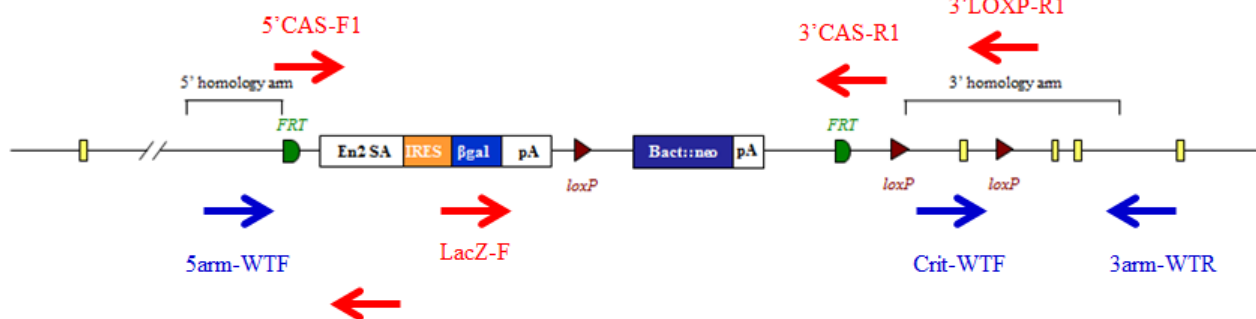 3'LOXP-R1
5'CAS-F1
3'CAS-R1
5' homology arm
3' homology arm
FRT
FRT
En2 SA IRES βgal pA
Bact::neo pA
loxP
loxP
loxP
5arm-WTF
LacZ-F
Crit-WTF
3arm-WTR